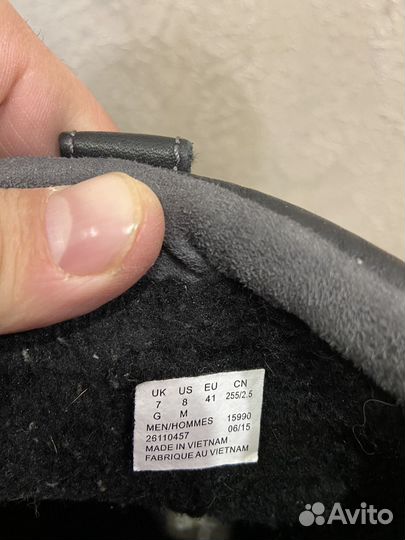 UK US EU CN
7 8 41 255/2.5
G M
MEN/HOMMES 15990
26110457 06/15
MADE IN VIETNAM
FABRIQUE AU VIETNAM
Avito